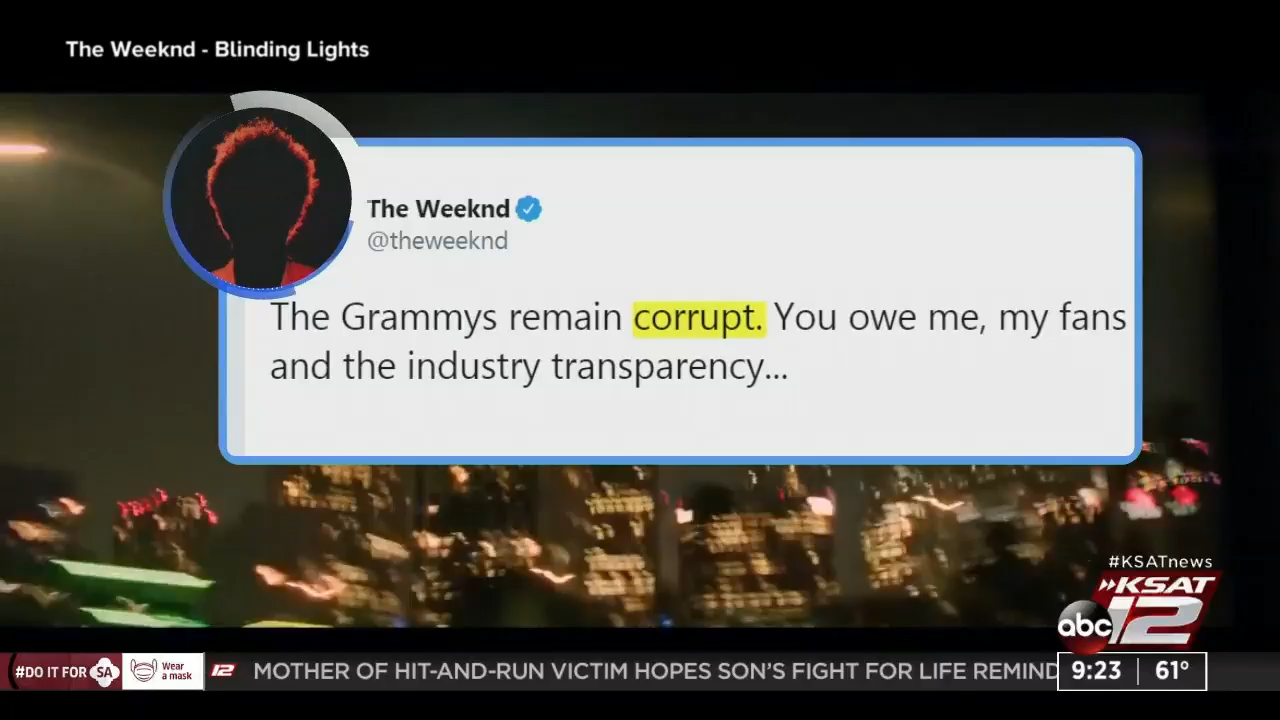 The Weeknd - Blinding Lights
The Weeknd
@theweeknd
The Grammys remain corrupt. You owe me, my fans
and the industry transparency...
#KSATnews
KSAT
abc 12
#DO IT FOR SA
Wear
a mask
12
MOTHER OF HIT-AND-RUN VICTIM HOPES SON'S FIGHT FOR LIFE REMIND
9:23
61°